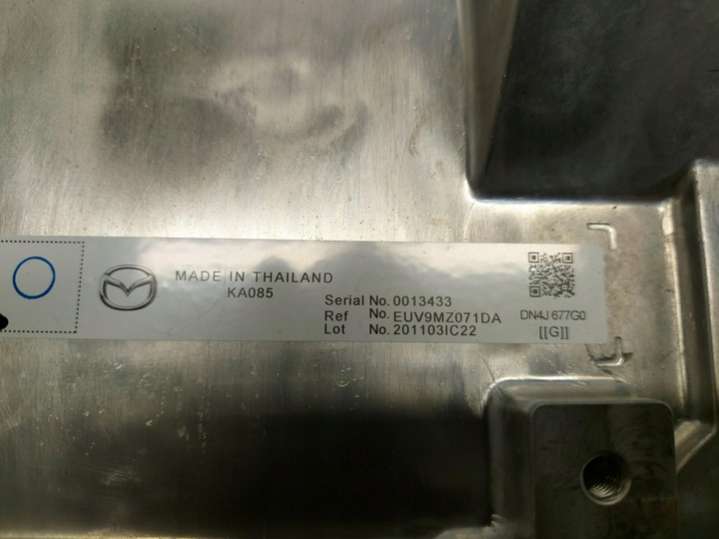 MADE IN THAILAND
KA085
Serial No. 0013433
Ref No. EUV9MZ071DA
Lot No. 201103IC22
DN4J 677G0
[[G]]